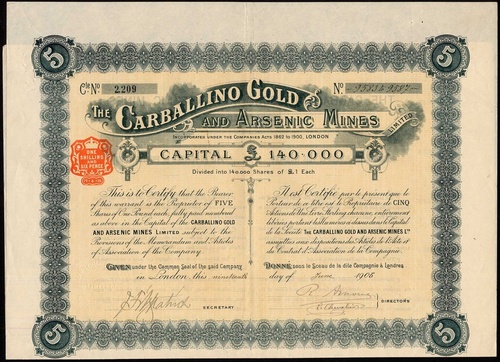 5 5
Cte. No 2209 No
THE CARBALLINO GOLD
AND ARSENIC MINES
LIMITED
INCORPORATED UNDER THE COMPANIES ACTS 1862 TO 1900, LONDON
CAPITAL £ 140.000
Divided into 140.000 Shares of £1 Each
ONE
SHILLING
AND
SIX PENCE
This is to Certify that the Bearer
of this warrant is the Proprietor of FIVE
Shares of One Pound each, fully paid numbered
as above in the Capital of the CARBALLINO GOLD
AND ARSENIC MINES LIMITED subject to the
Provisions of the Memorandum and Articles
of Association of the Company.
GIVEN under the Common Seal of the said Company
in London, this nineteenth
SECRETARY
Il est Certifié par le présent que le
Porteur de ce titre est le Propriétaire de CINQ
Actions de Une Livre Sterling chacune, entièrement
libérées portant les numéros ci-dessus dans le Capital
de la Société THE CARBALLINO GOLD AND ARSENIC MINES LD
assujetties aux dispositions des Articles de l'Acte et
du Contrat d'Association de la Compagnie.
DONNÉ sous le Sceau de la dite Compagnie à Londres
day of June 1905
DIRECTORS
5 5